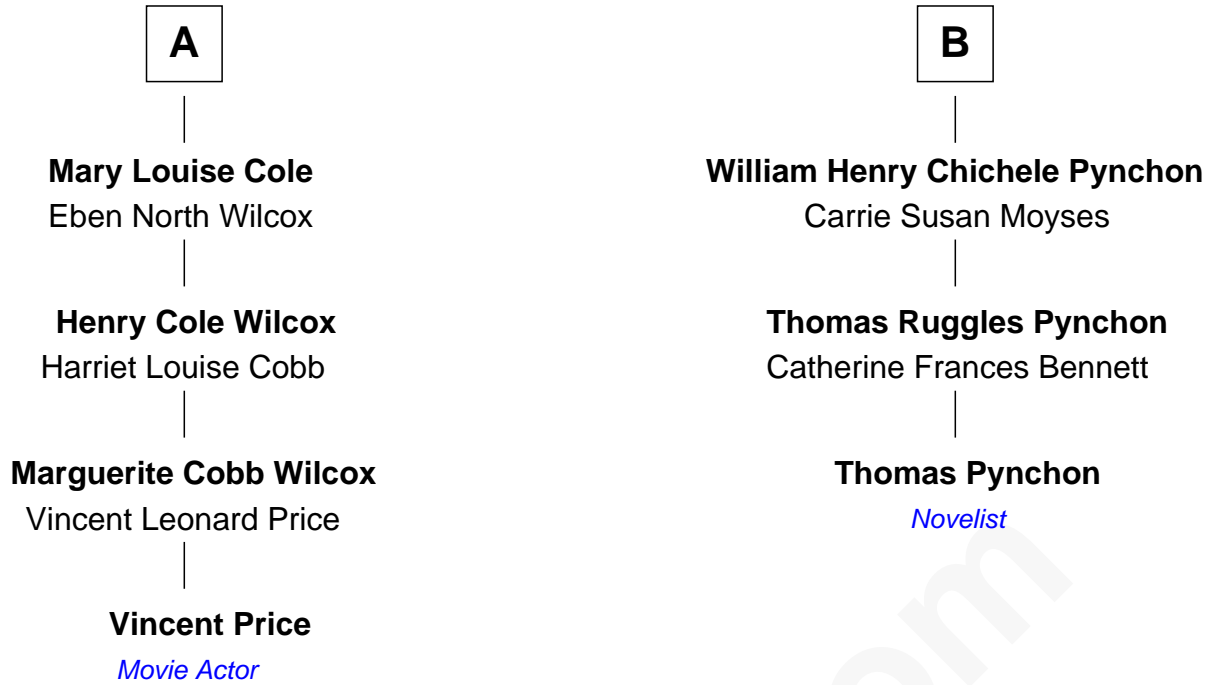 A
Mary Louise Cole
Eben North Wilcox
Henry Cole Wilcox
Harriet Louise Cobb
Marguerite Cobb Wilcox
Vincent Leonard Price
Vincent Price
Movie Actor
B
William Henry Chichele Pynchon
Carrie Susan Moyses
Thomas Ruggles Pynchon
Catherine Frances Bennett
Thomas Pynchon
Novelist